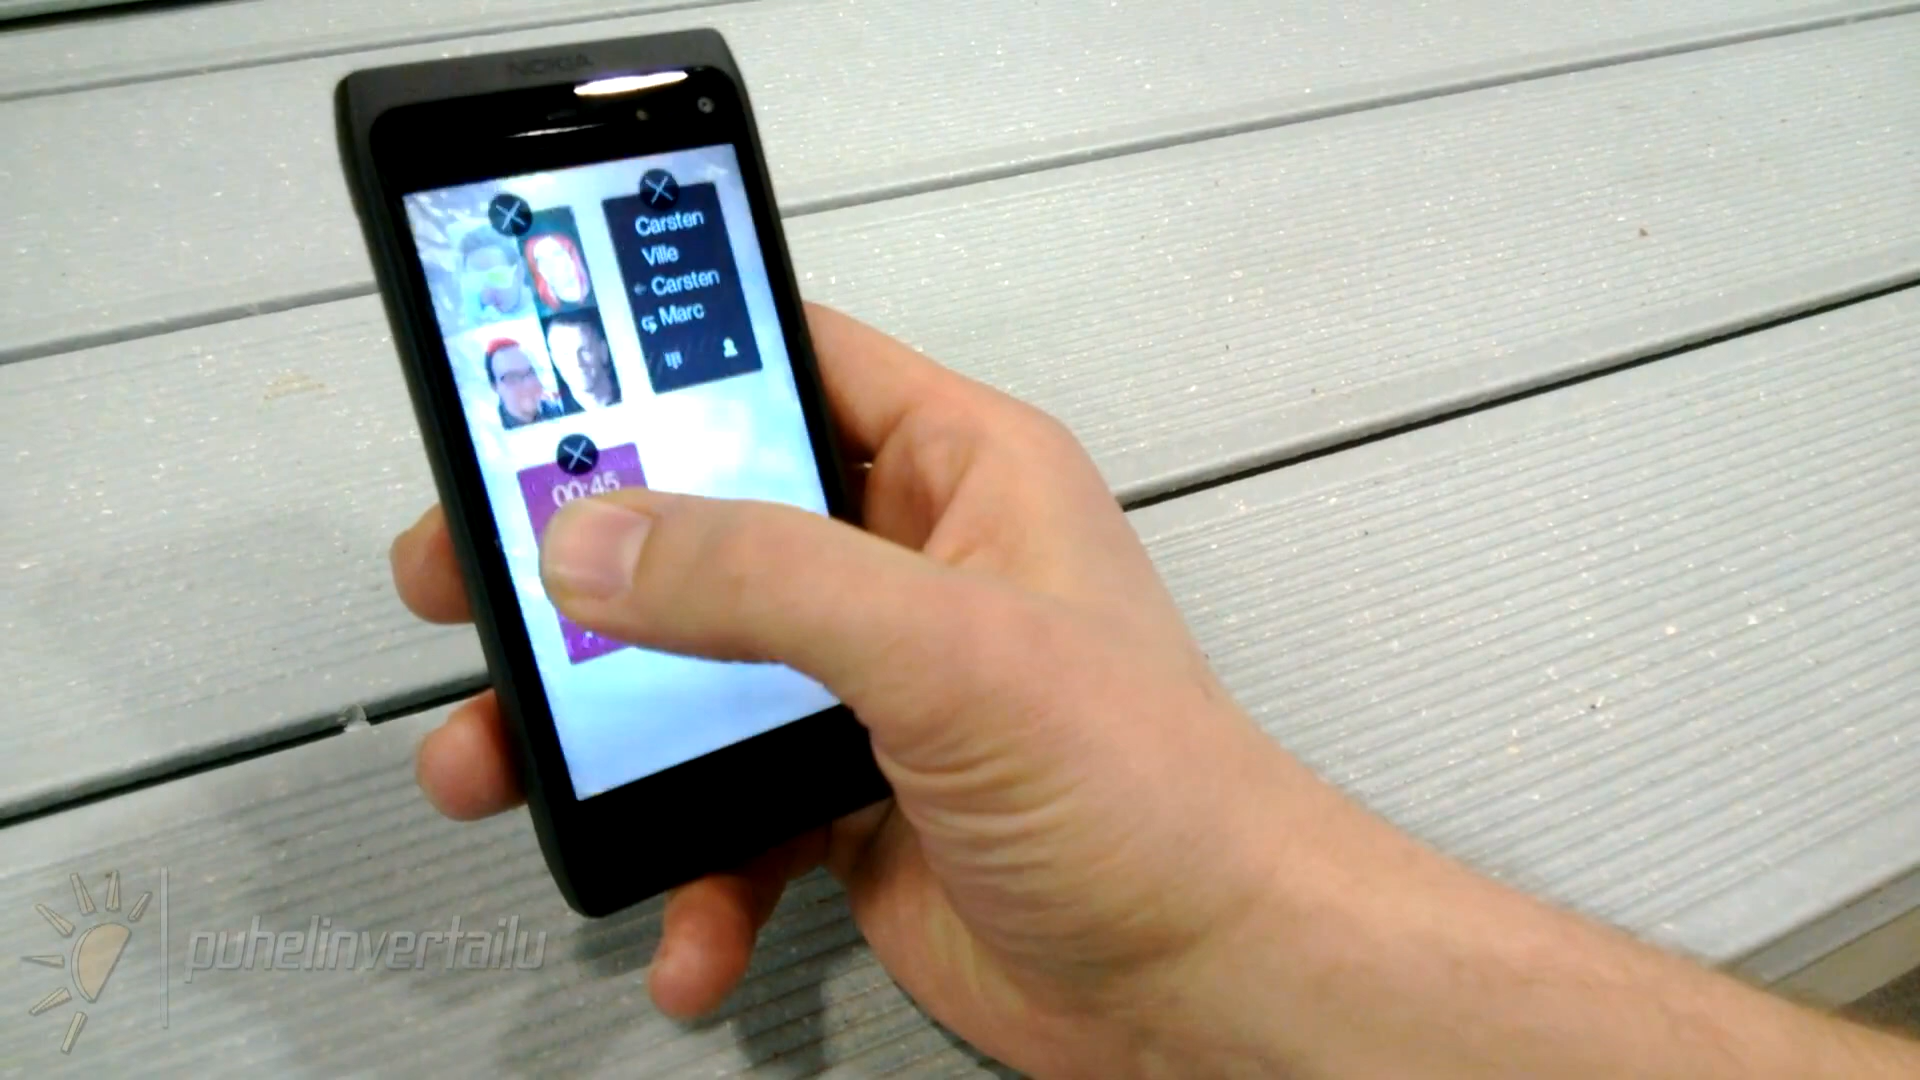 NOKIA
Carsten
Ville
Carsten
Marc
00:45
puhelinvertailu